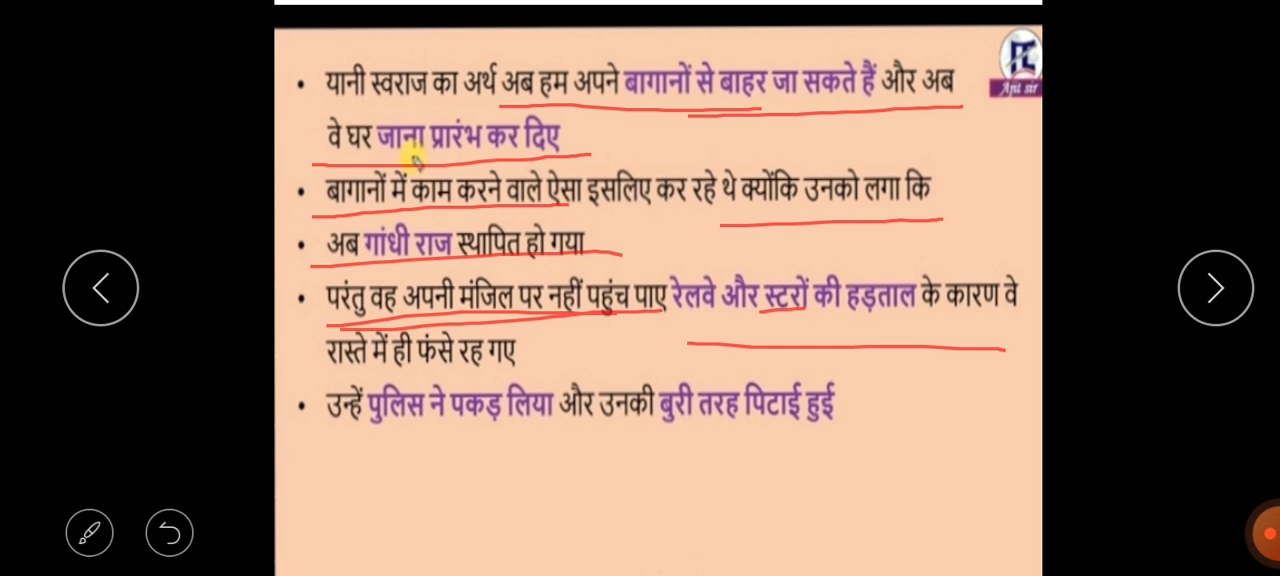 • यानी स्वराज का अर्थ अब हम अपने बागानों से बाहर जा सकते हैं और अब
वे घर जाना प्रारंभ कर दिए
• बागानों में काम करने वाले ऐसा इसलिए कर रहे थे क्योंकि उनको लगा कि
• अब गांधी राज स्थापित हो गया
• परंतु वह अपनी मंजिल पर नहीं पहुंच पाए रेलवे और स्टरों की हड़ताल के कारण वे
रास्ते में ही फंसे रह गए
• उन्हें पुलिस ने पकड़ लिया और उनकी बुरी तरह पिटाई हुई